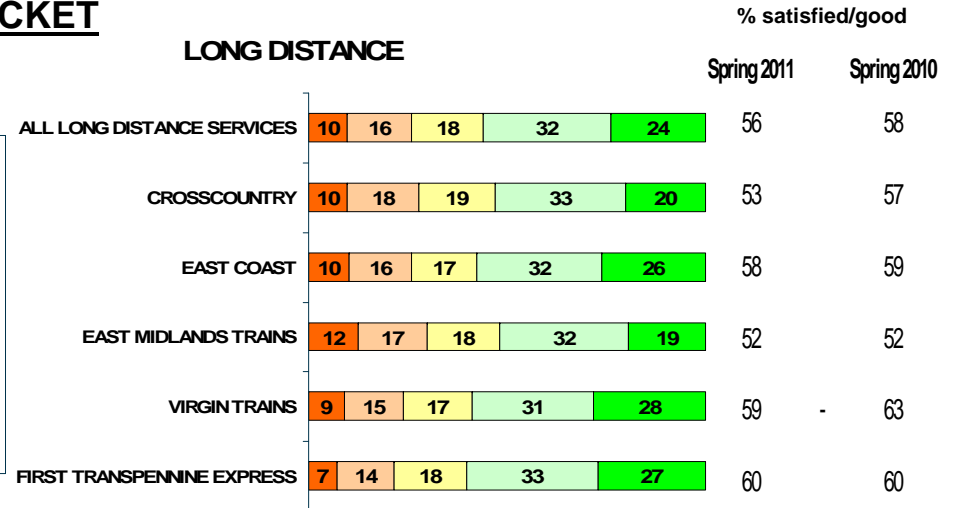 CKET
% satisfied/good
LONG DISTANCE
Spring 2011 Spring 2010
ALL LONG DISTANCE SERVICES 10 16 18 32 24 56 58
CROSSCOUNTRY 10 18 19 33 20 53 57
EAST COAST 10 16 17 32 26 58 59
EAST MIDLANDS TRAINS 12 17 18 32 19 52 52
VIRGIN TRAINS 9 15 17 31 28 59 - 63
FIRST TRANSPENNINE EXPRESS 7 14 18 33 27 60 60